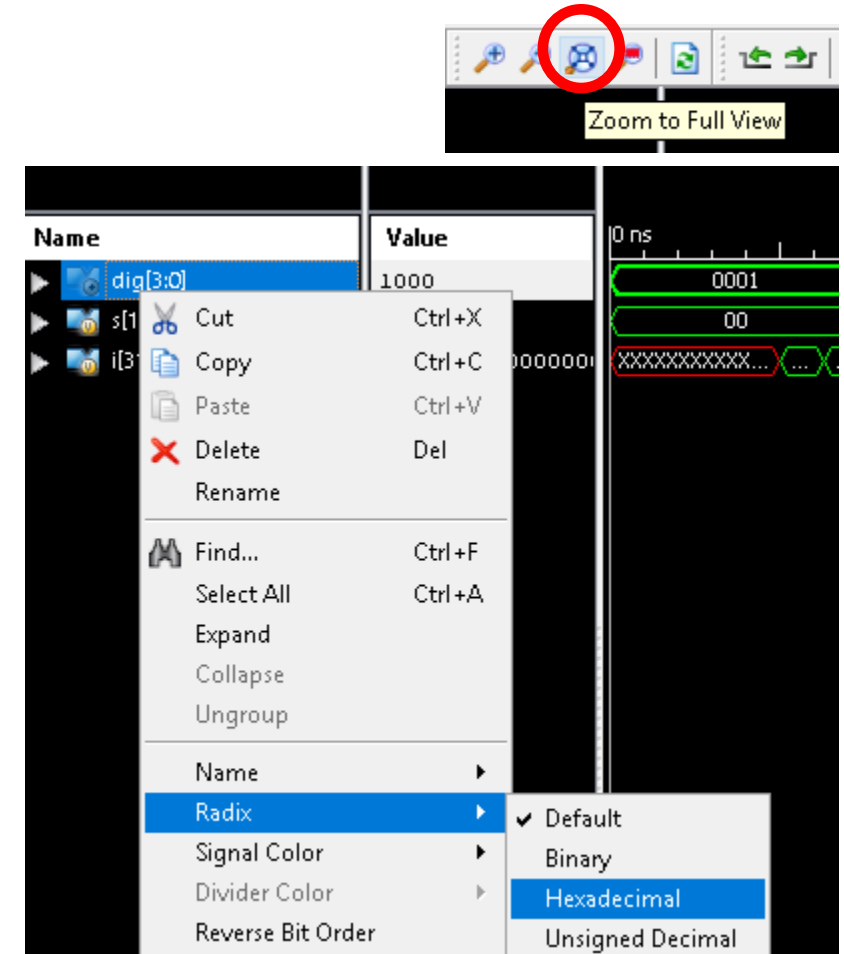 Zoom to Full View
Name Value 0 ns
dig[3:0] 1000 0001
s[1 00
i[3 XXXXXXXXXXX... ...
Cut Ctrl+X
Copy Ctrl+C
Paste Ctrl+V
Delete Del
Rename
Find... Ctrl+F
Select All Ctrl+A
Expand
Collapse
Ungroup
Name
Radix
Signal Color
Divider Color
Reverse Bit Order
Default
Binary
Hexadecimal
Unsigned Decimal